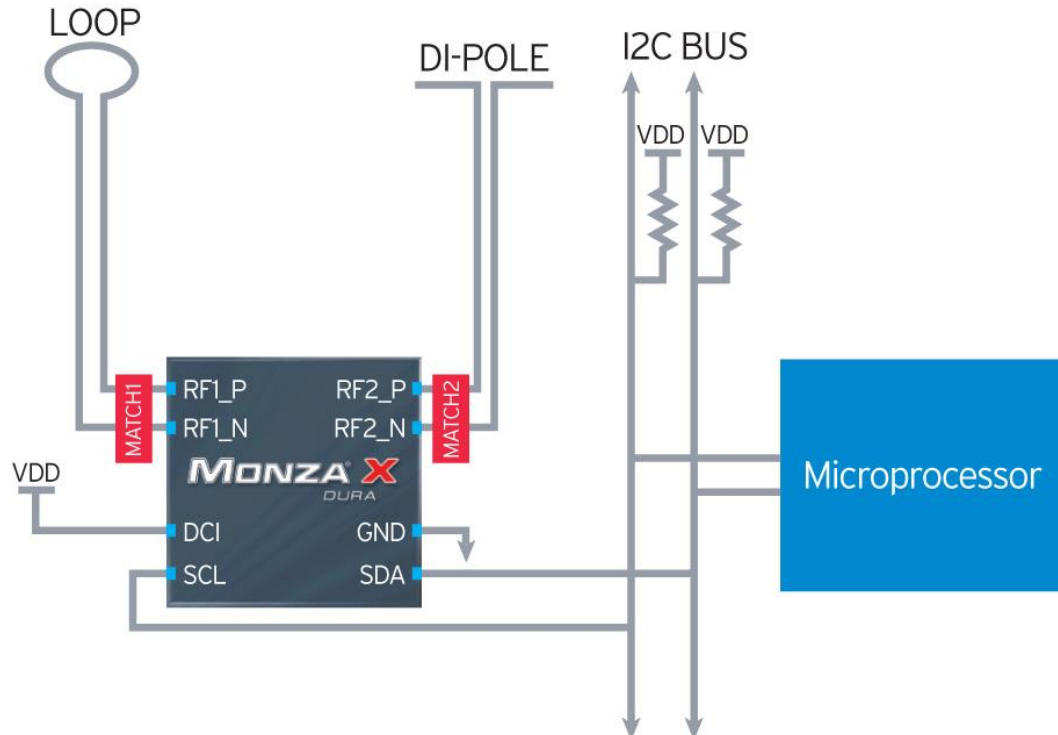 LOOP
DI-POLE
I2C BUS
VDD
VDD
MATCH1
RF1_P
RF2_P
MATCH2
RF1_N
RF2_N
MONZA X
DURA
VDD
DCI
GND
SCL
SDA
Microprocessor